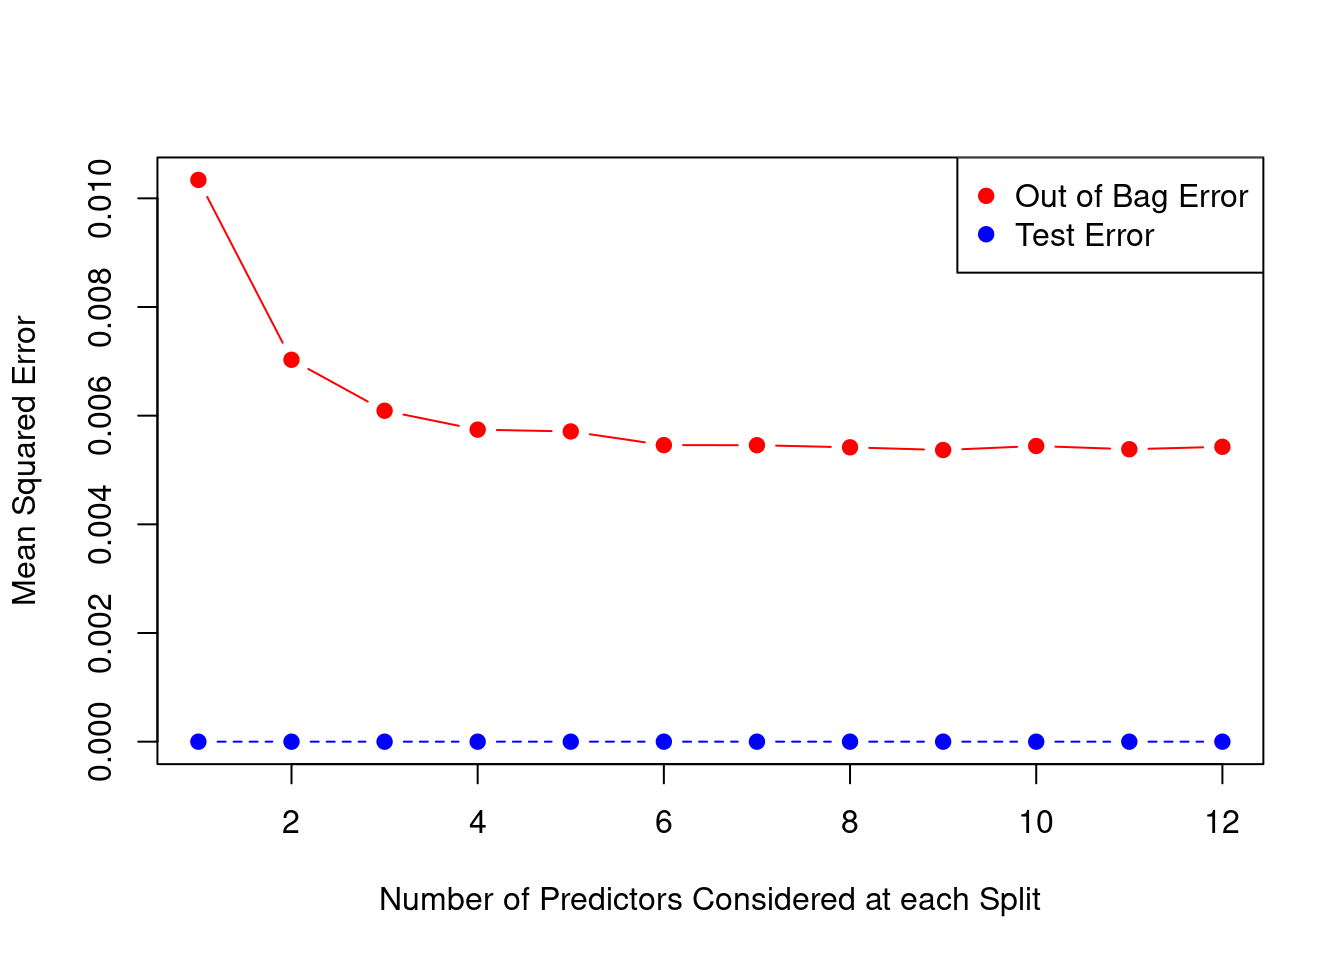 Out of Bag Error
Test Error
Mean Squared Error
0.010
0.008
0.006
0.004
0.002
0.000
2 4 6 8 10 12
Number of Predictors Considered at each Split